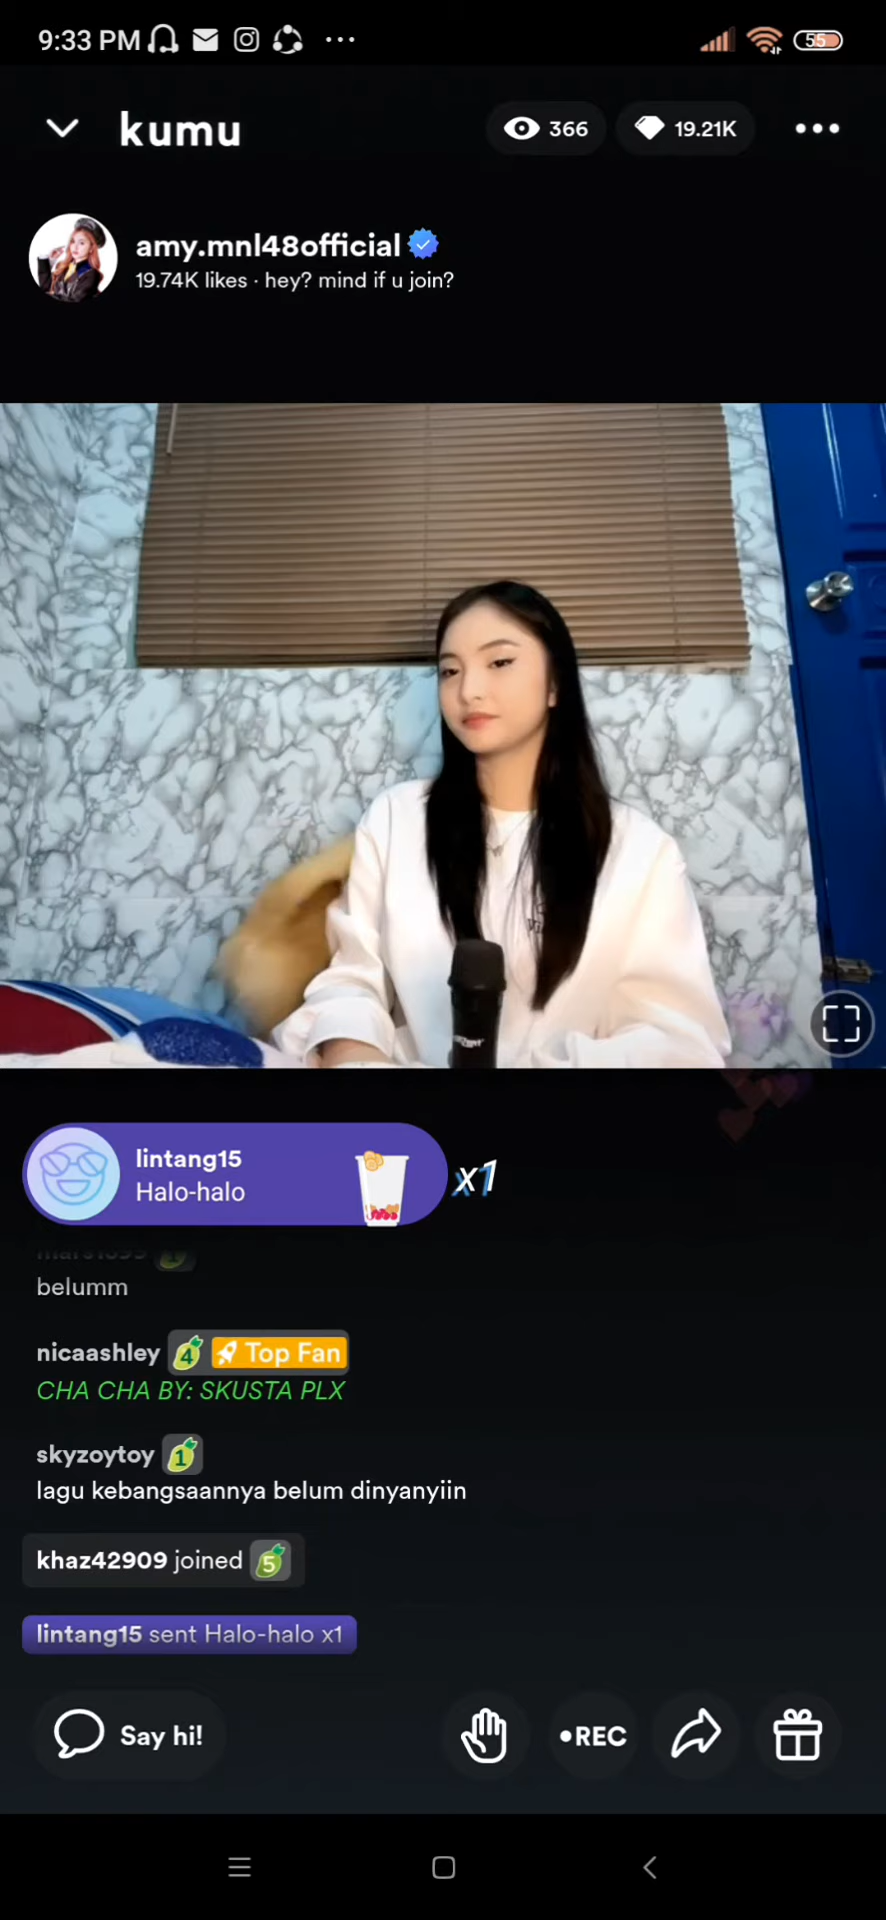 9:33 PM
55
kumu
366
19.21K
amy.mnl48official
19.74K likes · hey? mind if u join?
lintang15
Halo-halo
x1
belumm
nicaashley 4 Top Fan
CHA CHA BY: SKUSTA PLX
skyzoytoy 1
lagu kebangsaannya belum dinyanyiin
khaz42909 joined 5
lintang15 sent Halo-halo x1
Say hi!
•REC